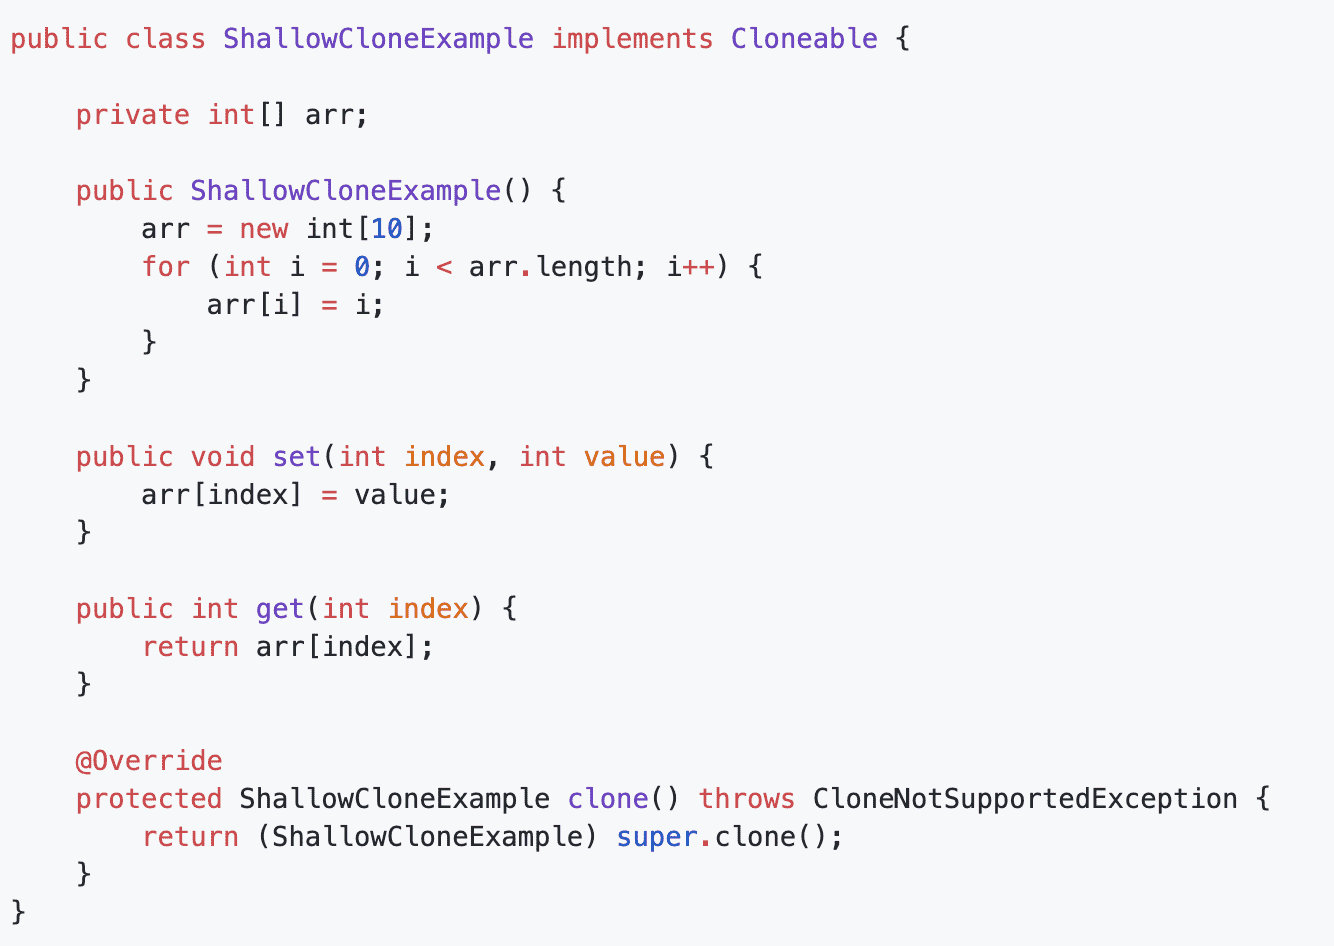 public class ShallowCloneExample implements Cloneable {

    private int[] arr;

    public ShallowCloneExample() {
        arr = new int[10];
        for (int i = 0; i < arr.length; i++) {
            arr[i] = i;
        }
    }

    public void set(int index, int value) {
        arr[index] = value;
    }

    public int get(int index) {
        return arr[index];
    }

    @Override
    protected ShallowCloneExample clone() throws CloneNotSupportedException {
        return (ShallowCloneExample) super.clone();
    }
}